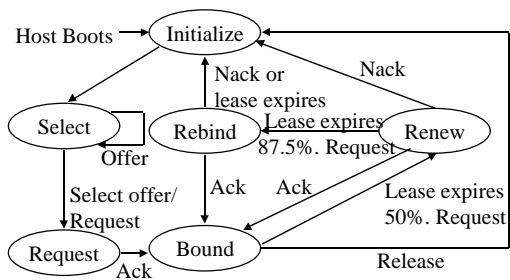 Host Boots
Initialize
Nack
Nack or
lease expires
Select
Rebind
Lease expires
87.5%. Request
Renew
Offer
Select offer/
Request
Ack
Ack
Lease expires
50%. Request
Request
Ack
Bound
Release